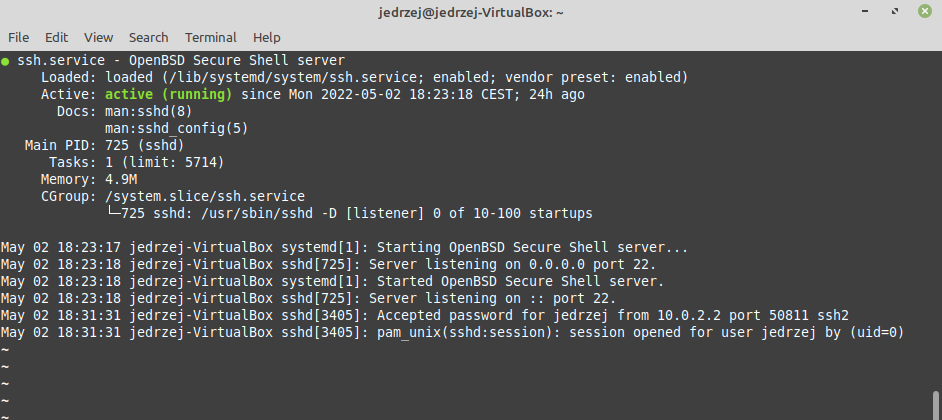 jedrzej@jedrzej-VirtualBox: ~
File Edit View Search Terminal Help
● ssh.service - OpenBSD Secure Shell server
Loaded: loaded (/lib/systemd/system/ssh.service; enabled; vendor preset: enabled)
Active: active (running) since Mon 2022-05-02 18:23:18 CEST; 24h ago
Docs: man:sshd(8)
man:sshd_config(5)
Main PID: 725 (sshd)
Tasks: 1 (limit: 5714)
Memory: 4.9M
CGroup: /system.slice/ssh.service
└─725 sshd: /usr/sbin/sshd -D [listener] 0 of 10-100 startups
May 02 18:23:17 jedrzej-VirtualBox systemd[1]: Starting OpenBSD Secure Shell server...
May 02 18:23:18 jedrzej-VirtualBox sshd[725]: Server listening on 0.0.0.0 port 22.
May 02 18:23:18 jedrzej-VirtualBox systemd[1]: Started OpenBSD Secure Shell server.
May 02 18:23:18 jedrzej-VirtualBox sshd[725]: Server listening on :: port 22.
May 02 18:31:31 jedrzej-VirtualBox sshd[3405]: Accepted password for jedrzej from 10.0.2.2 port 50811 ssh2
May 02 18:31:31 jedrzej-VirtualBox sshd[3405]: pam_unix(sshd:session): session opened for user jedrzej by (uid=0)
~
~
~
~
~